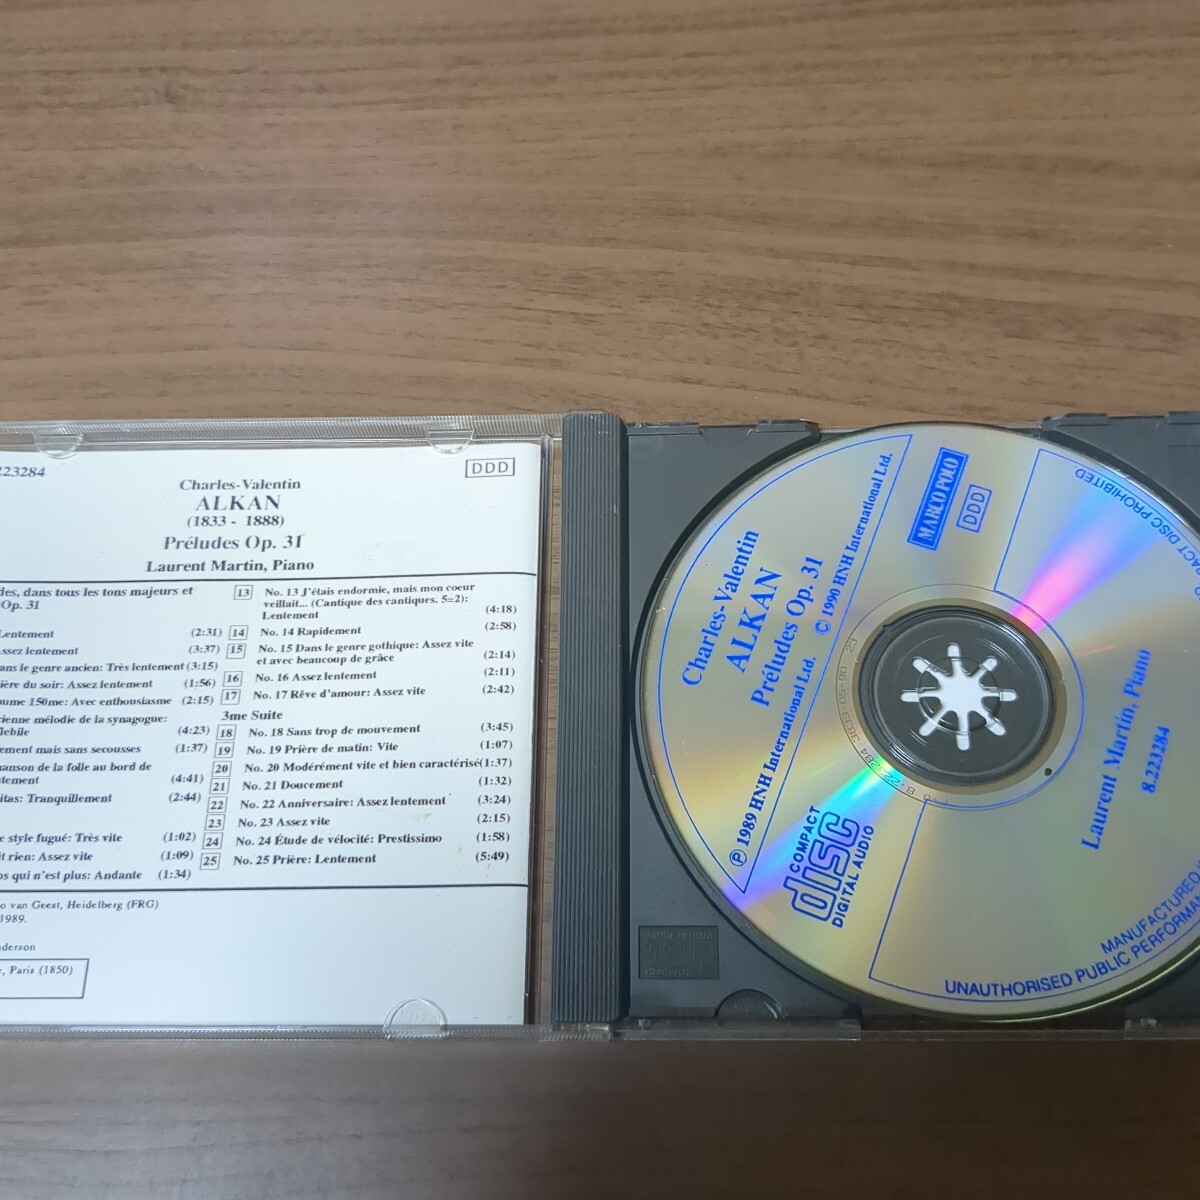 223284
DDD
Charles-Valentin
ALKAN
(1833 - 1888)
Préludes Op. 31
Laurent Martin, Piano
des, dans tous les tons majeurs et
Op. 31
Lentement (2:31)
Assez lentement (3:37)
ans le genre ancien: Très lentement (3:15)
ière du soir: Assez lentement (1:56)
aume 150me: Avec enthousiasme (2:15)
cienne mélodie de la synagogue:
flebile (4:23)
ement mais sans secousses (1:37)
hanson de la folle au bord de
ntement (4:41)
itas: Tranquillement (2:44)
e style fugué: Très vite (1:02)
it rien: Assez vite (1:09)
ps qui n'est plus: Andante (1:34)
13 No. 13 J'étais endormie, mais mon coeur
veillait... (Cantique des cantiques. 5=2):
Lentement (4:18)
14 No. 14 Rapidement (2:58)
15 No. 15 Dans le genre gothique: Assez vite
et avec beaucoup de grâce (2:14)
16 No. 16 Assez lentement (2:11)
17 No. 17 Rêve d'amour: Assez vite (2:42)
3me Suite
18 No. 18 Sans trop de mouvement (3:45)
19 No. 19 Prière de matin: Vite (1:07)
20 No. 20 Modérément vite et bien caractérisé (1:37)
21 No. 21 Doucement (1:32)
22 No. 22 Anniversaire: Assez lentement (3:24)
23 No. 23 Assez vite (2:15)
24 No. 24 Étude de vélocité: Prestissimo (1:58)
25 No. 25 Prière: Lentement (5:49)
o van Geest, Heidelberg (FRG)
1989.
nderson
, Paris (1850)
Charles-Valentin
ALKAN
Préludes Op. 31
MARCO POLO
DDD
Ⓟ 1989 HNH International Ltd. © 1990 HNH International Ltd.
COMPACT
disc
DIGITAL AUDIO
Laurent Martin, Piano
8.223284
MANUFACTURED
UNAUTHORISED PUBLIC PERFORMA
ACT DISC PROHIBITED.